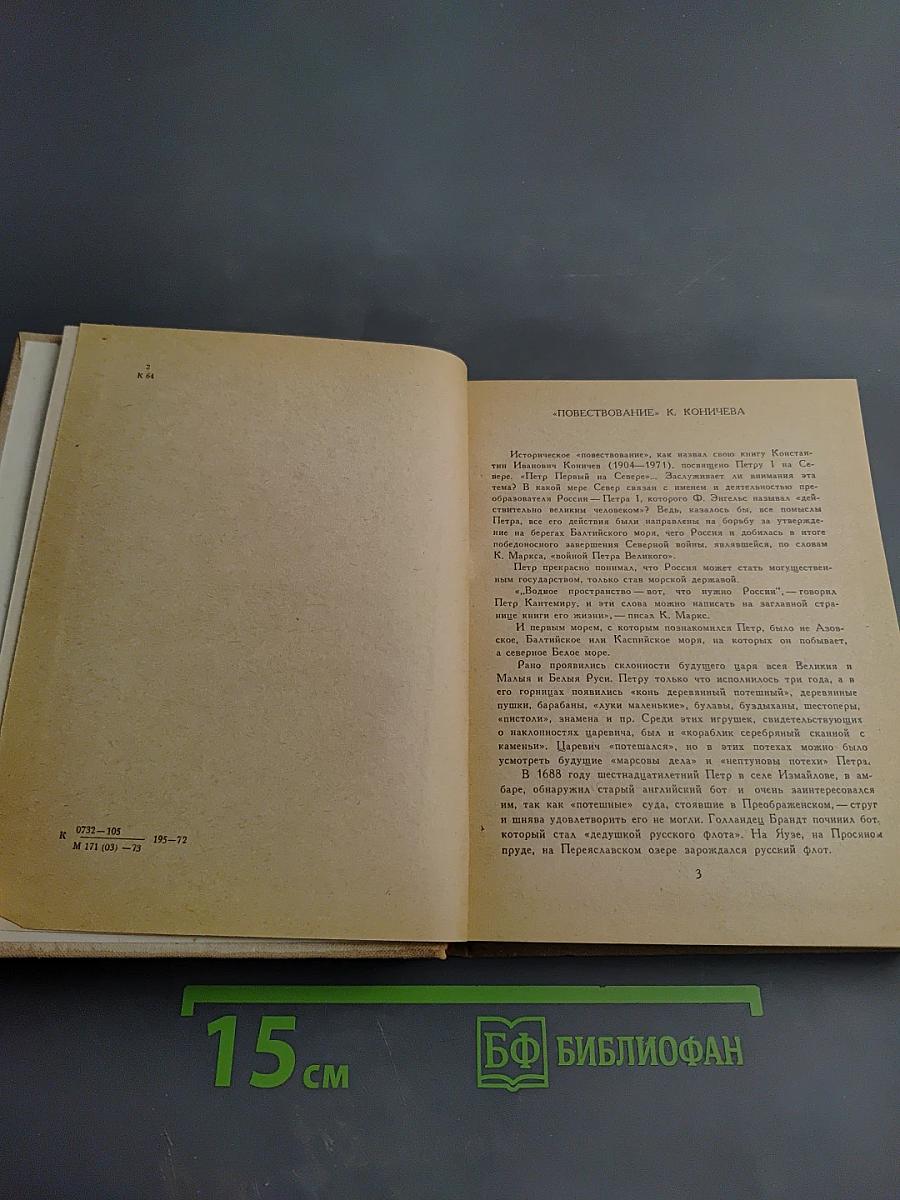 2
К 64
К 0732—105 195—72
М 171 (03) —73
«ПОВЕСТВОВАНИЕ» К. КОНИЧЕВА
Историческое «повествование», как назвал свою книгу Констан-
тин Иванович Коничев (1904—1971), посвящено Петру I на Се-
вере. «Петр Первый на Севере»... Заслуживает ли внимания эта
тема? В какой мере Север связан с именем и деятельностью пре-
образователя России — Петра I, которого Ф. Энгельс называл «дей-
ствительно великим человеком»? Ведь, казалось бы, все помыслы
Петра, все его действия были направлены на борьбу за утвержде-
ние на берегах Балтийского моря, чего Россия и добилась в итоге
победоносного завершения Северной войны, являвшейся, по словам
К. Маркса, «войной Петра Великого».
Петр прекрасно понимал, что Россия может стать могуществен-
ным государством, только став морской державой.
«„Водное пространство — вот, что нужно России", — говорил
Петр Кантемиру, и эти слова можно написать на заглавной стра-
нице книги его жизни», — писал К. Маркс.
И первым морем, с которым познакомился Петр, было не Азов-
ское, Балтийское или Каспийское моря, на которых он побывает,
а северное Белое море.
Рано проявились склонности будущего царя всея Великия и
Малыя и Белыя Руси. Петру только что исполнилось три года, а в
его горницах появились «конь деревянный потешный», деревянные
пушки, барабаны, «луки маленькие», булавы, буздыханы, шестоперы,
«пистоли», знамена и пр. Среди этих игрушек, свидетельствующих
о наклонностях царевича, был и «кораблик серебряный сканной с
каменьи». Царевич «потешался», но в этих потехах можно было
усмотреть будущие «марсовы дела» и «нептуновы потехи» Петра.
В 1688 году шестнадцатилетний Петр в селе Измайлове, в ам-
баре, обнаружил старый английский бот и очень заинтересовался
им, так как «потешные» суда, стоявшие в Преображенском, — струг
и шнява удовлетворить его не могли. Голландец Брандт починил бот,
который стал «дедушкой русского флота». На Яузе, на Просяном
пруде, на Переяславском озере зарождался русский флот.
3
15 см
БФ БИБЛИОФАН